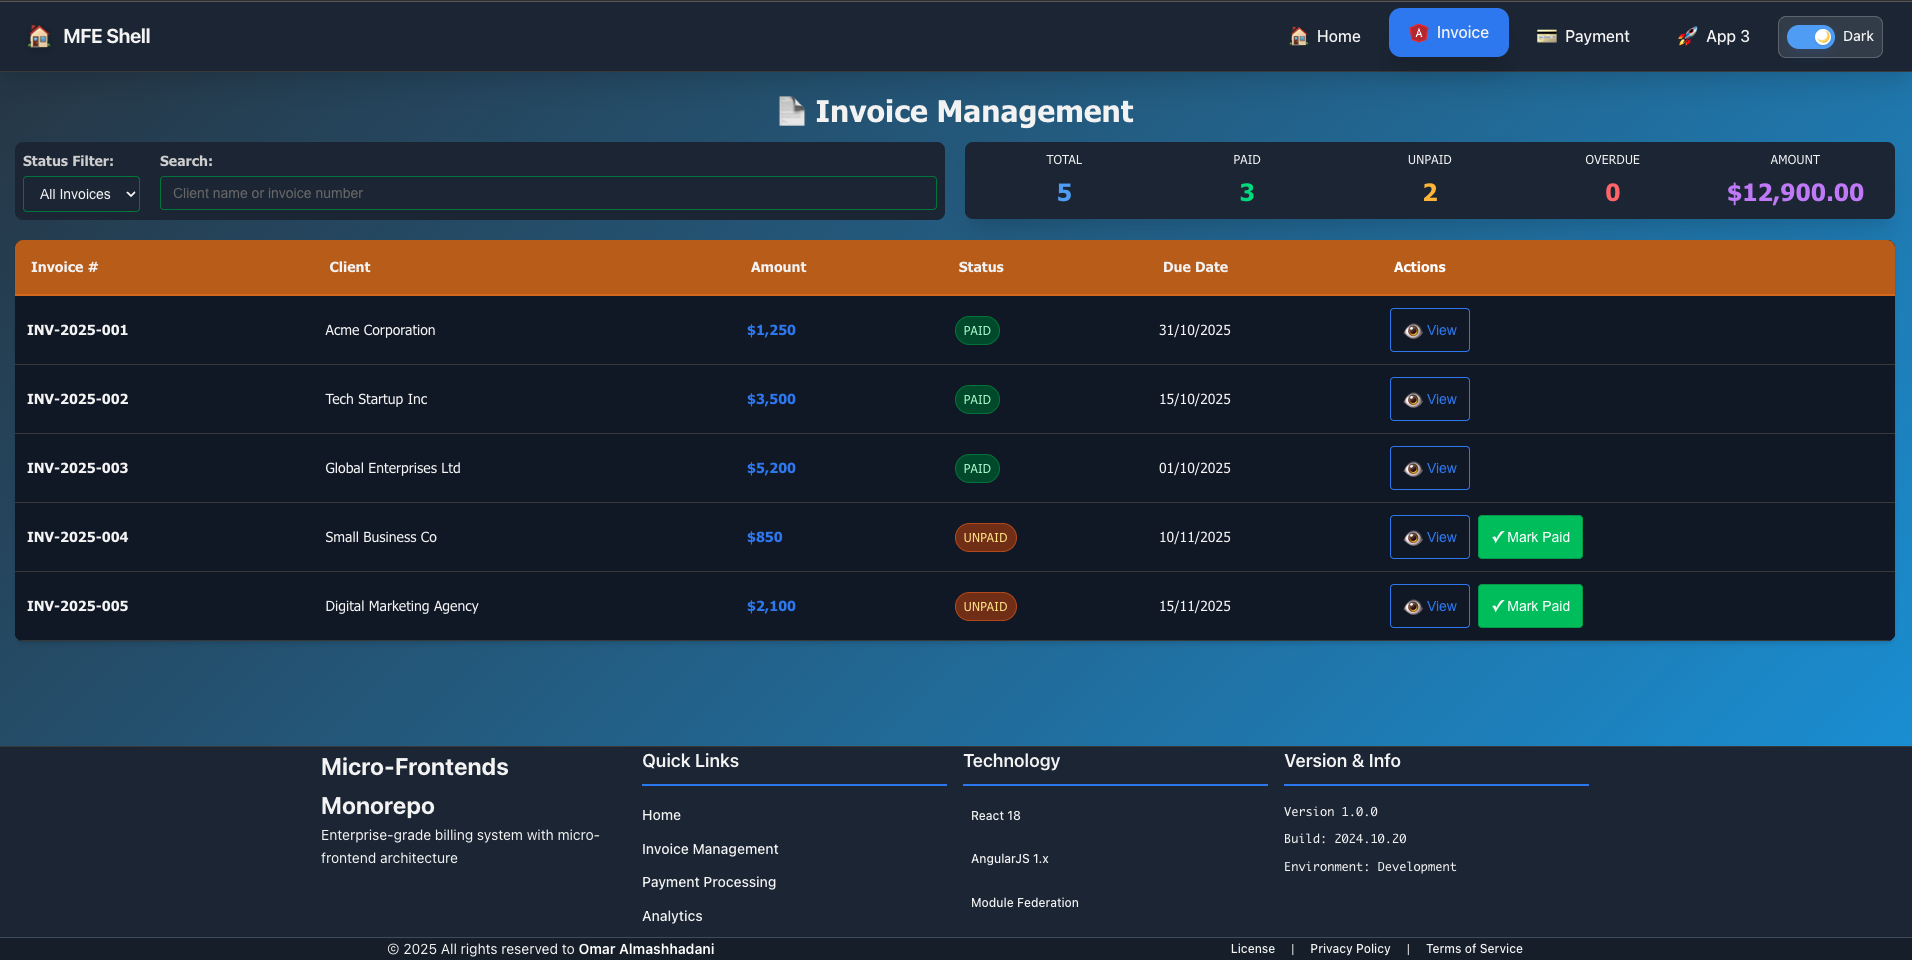 MFE Shell
Home
Invoice
Payment
App 3
Dark
Invoice Management
Status Filter:
Search:
All Invoices
Client name or invoice number
TOTAL PAID UNPAID OVERDUE AMOUNT
5 3 2 0 $12,900.00
Invoice # Client Amount Status Due Date Actions
INV-2025-001 Acme Corporation $1,250 PAID 31/10/2025 View
INV-2025-002 Tech Startup Inc $3,500 PAID 15/10/2025 View
INV-2025-003 Global Enterprises Ltd $5,200 PAID 01/10/2025 View
INV-2025-004 Small Business Co $850 UNPAID 10/11/2025 View ✓ Mark Paid
INV-2025-005 Digital Marketing Agency $2,100 UNPAID 15/11/2025 View ✓ Mark Paid
Micro-Frontends
Monorepo
Enterprise-grade billing system with micro-
frontend architecture
Quick Links
Home
Invoice Management
Payment Processing
Analytics
Technology
React 18
AngularJS 1.x
Module Federation
Version & Info
Version 1.0.0
Build: 2024.10.20
Environment: Development
© 2025 All rights reserved to Omar Almashhadani
License | Privacy Policy | Terms of Service